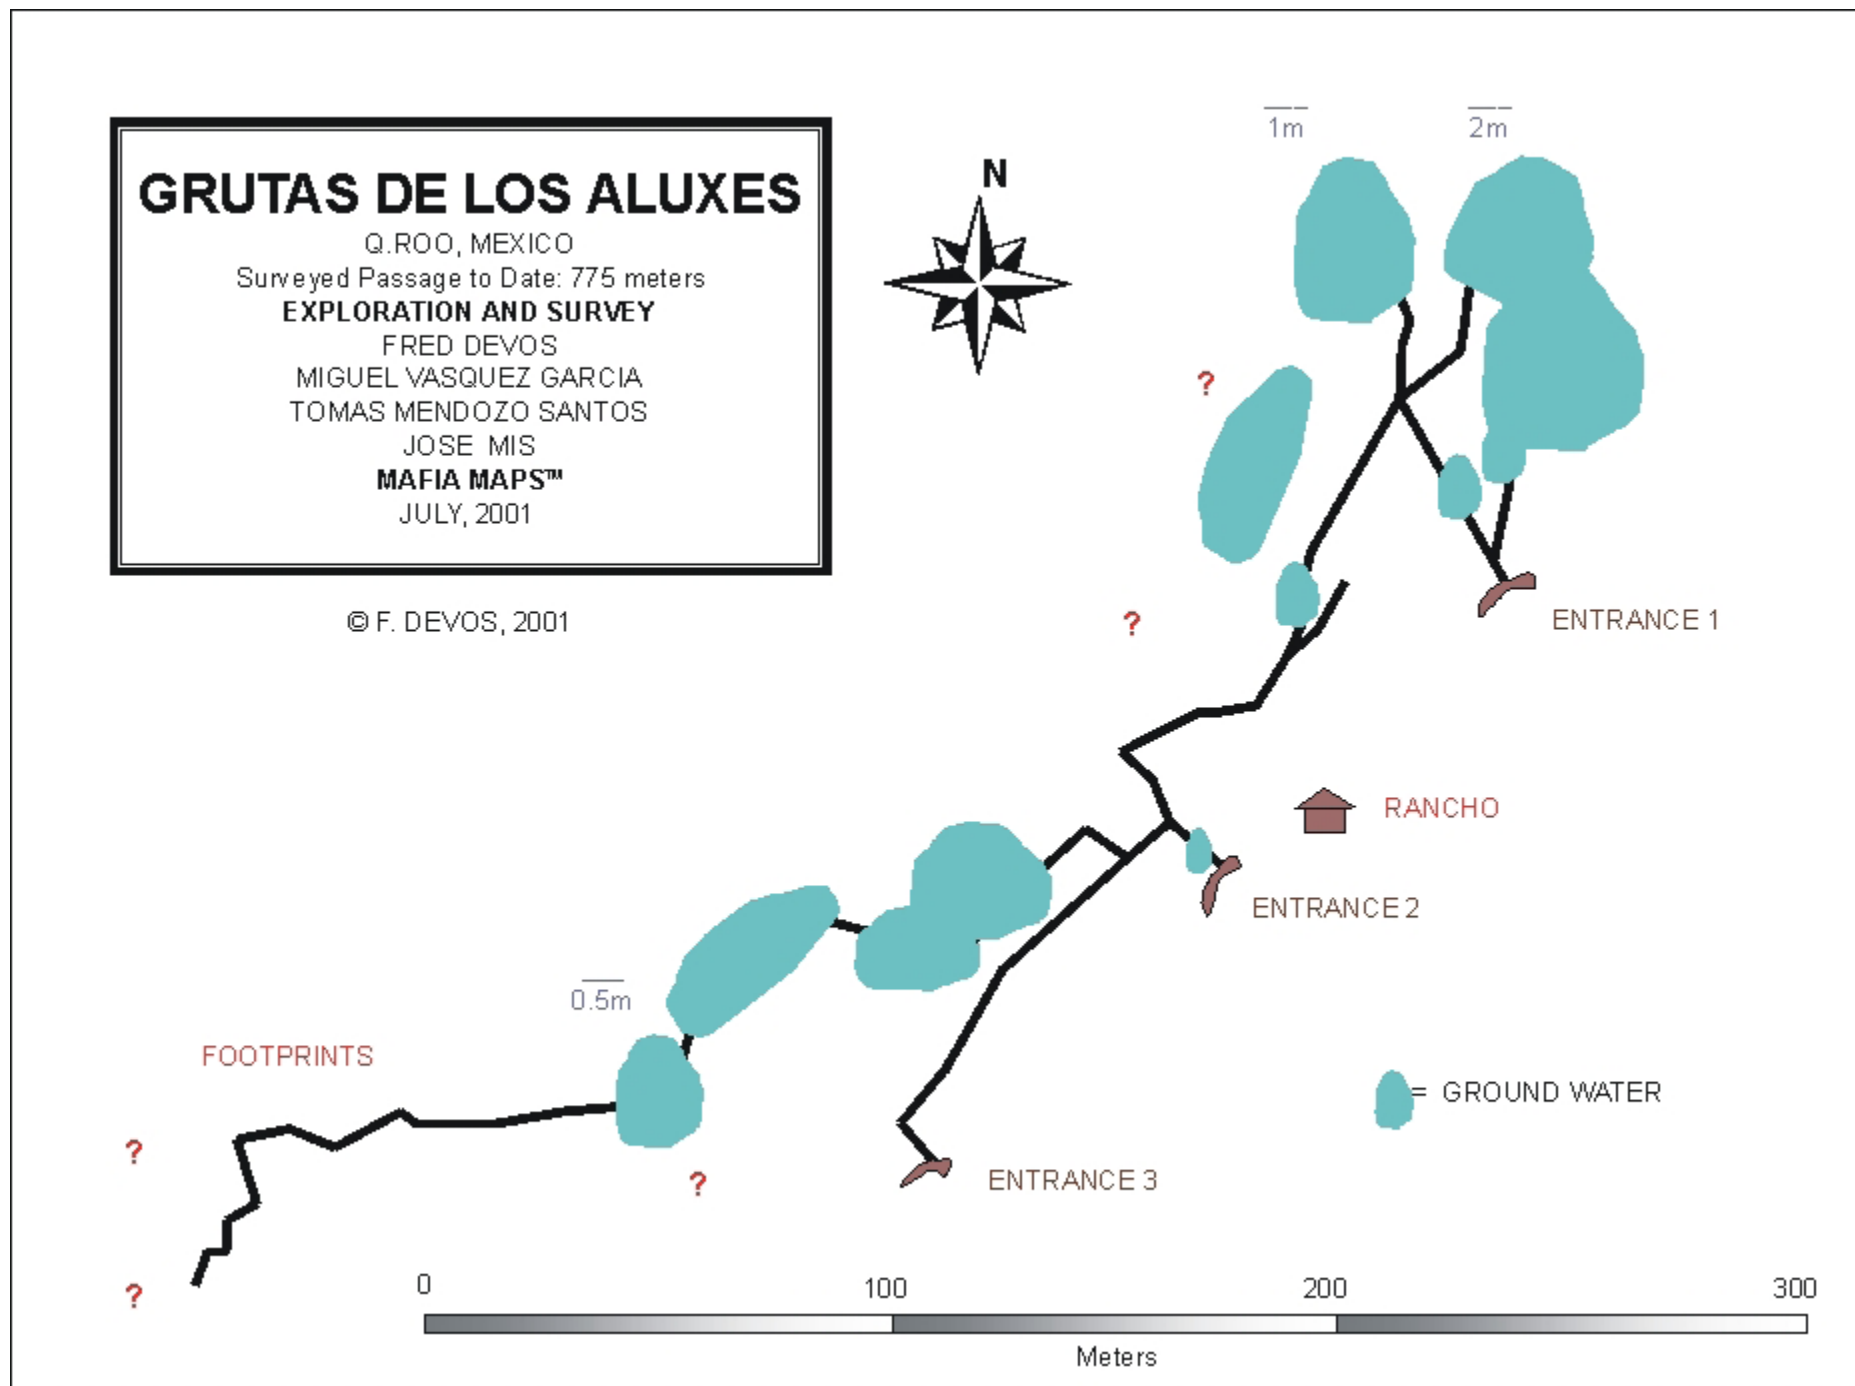 GRUTAS DE LOS ALUXES
Q.ROO, MEXICO
Surveyed Passage to Date: 775 meters
EXPLORATION AND SURVEY
FRED DEVOS
MIGUEL VASQUEZ GARCIA
TOMAS MENDOZO SANTOS
JOSE MIS
MAFIA MAPS™
JULY, 2001
© F. DEVOS, 2001
N
1m
2m
?
?
ENTRANCE 1
RANCHO
ENTRANCE 2
0.5m
FOOTPRINTS
= GROUND WATER
?
?
ENTRANCE 3
?
0
100
200
300
Meters